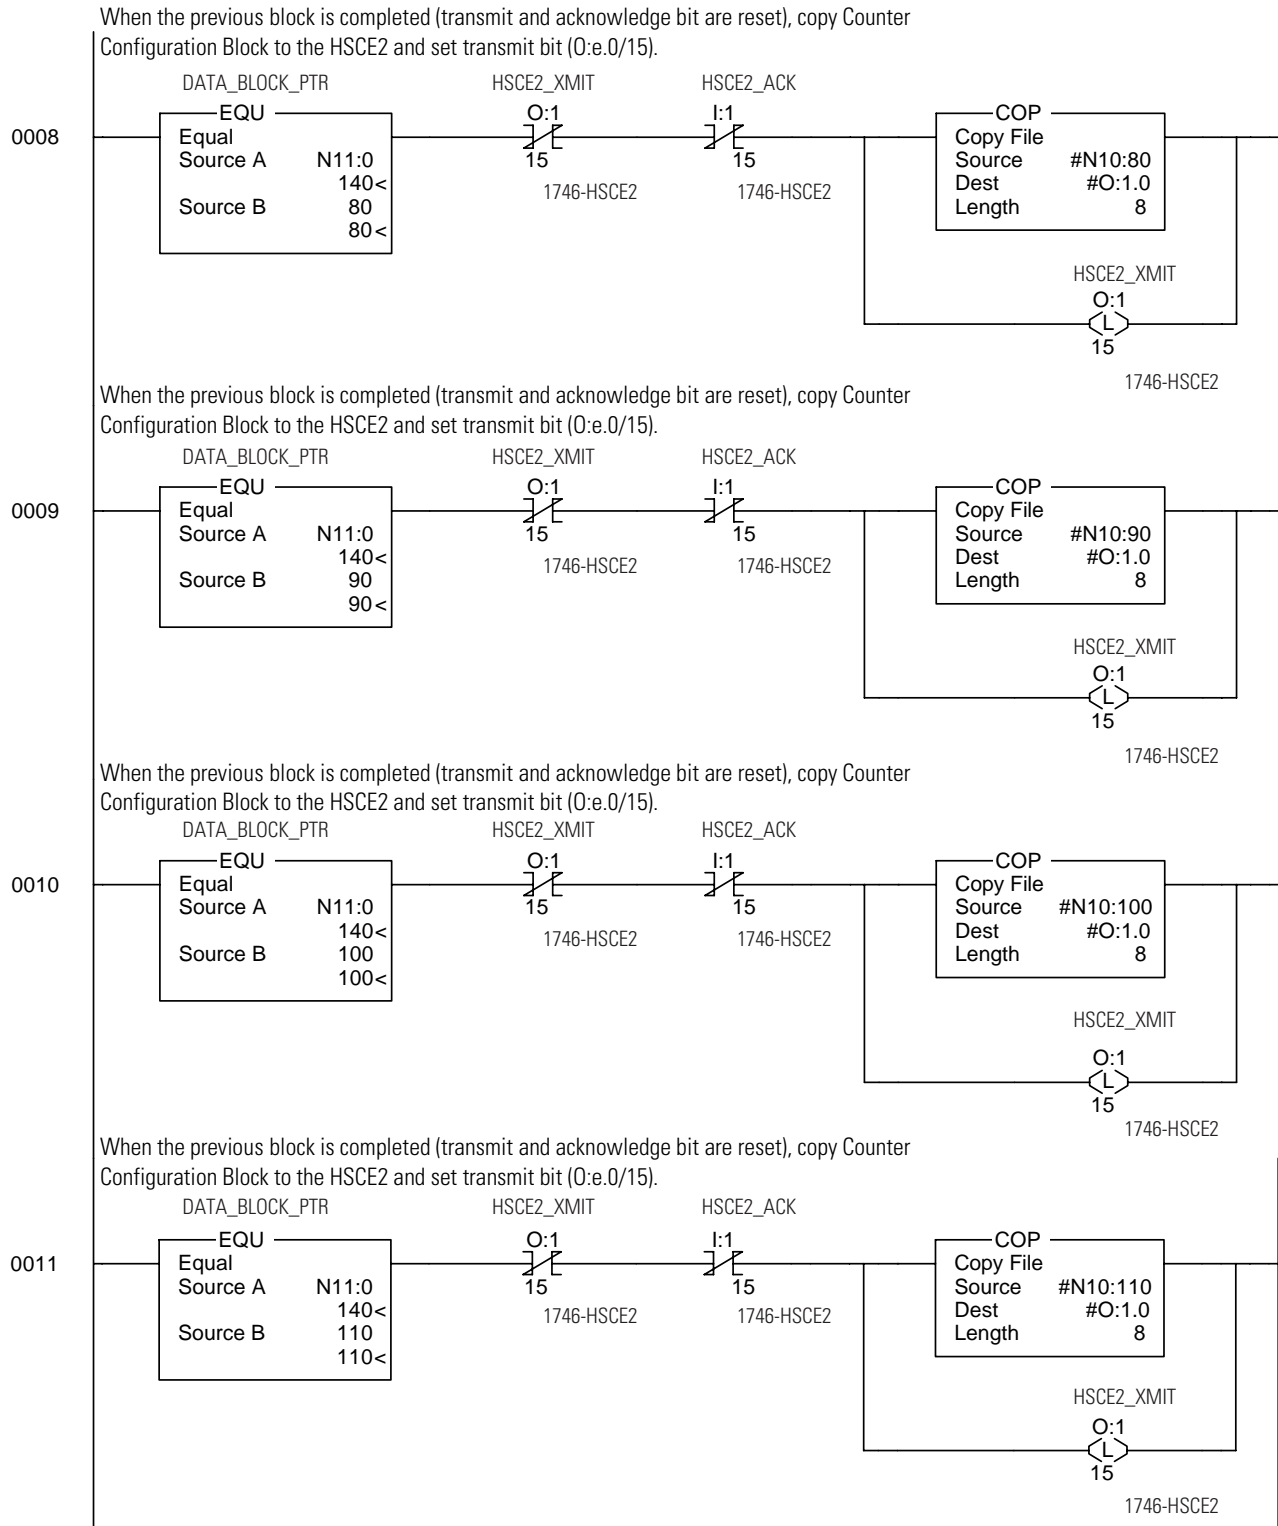 When the previous block is completed (transmit and acknowledge bit are reset), copy Counter
Configuration Block to the HSCE2 and set transmit bit (O:e.0/15).
DATA_BLOCK_PTR HSCE2_XMIT HSCE2_ACK
EQU O:1 I:1 COP
0008 Equal Copy File
Source A N11:0 15 15 Source #N10:80
140< 1746-HSCE2 1746-HSCE2 Dest #O:1.0
Source B 80 Length 8
80<
HSCE2_XMIT
O:1
L
15
1746-HSCE2
When the previous block is completed (transmit and acknowledge bit are reset), copy Counter
Configuration Block to the HSCE2 and set transmit bit (O:e.0/15).
DATA_BLOCK_PTR HSCE2_XMIT HSCE2_ACK
EQU O:1 I:1 COP
0009 Equal Copy File
Source A N11:0 15 15 Source #N10:90
140< 1746-HSCE2 1746-HSCE2 Dest #O:1.0
Source B 90 Length 8
90<
HSCE2_XMIT
O:1
L
15
1746-HSCE2
When the previous block is completed (transmit and acknowledge bit are reset), copy Counter
Configuration Block to the HSCE2 and set transmit bit (O:e.0/15).
DATA_BLOCK_PTR HSCE2_XMIT HSCE2_ACK
EQU O:1 I:1 COP
0010 Equal Copy File
Source A N11:0 15 15 Source #N10:100
140< 1746-HSCE2 1746-HSCE2 Dest #O:1.0
Source B 100 Length 8
100<
HSCE2_XMIT
O:1
L
15
1746-HSCE2
When the previous block is completed (transmit and acknowledge bit are reset), copy Counter
Configuration Block to the HSCE2 and set transmit bit (O:e.0/15).
DATA_BLOCK_PTR HSCE2_XMIT HSCE2_ACK
EQU O:1 I:1 COP
0011 Equal Copy File
Source A N11:0 15 15 Source #N10:110
140< 1746-HSCE2 1746-HSCE2 Dest #O:1.0
Source B 110 Length 8
110<
HSCE2_XMIT
O:1
L
15
1746-HSCE2